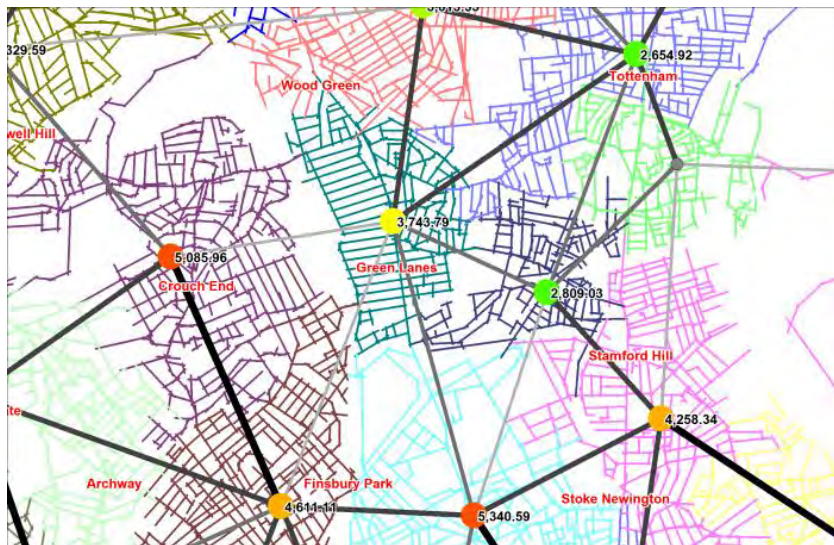 329.59
2,654.92
Tottenham
Wood Green
well Hill
3,743.79
5,085.96
Green Lanes
Crouch End
2,809.03
Stamford Hill
4,258.34
Archway
Finsbury Park
Stoke Newington
4,611.11
5,340.59